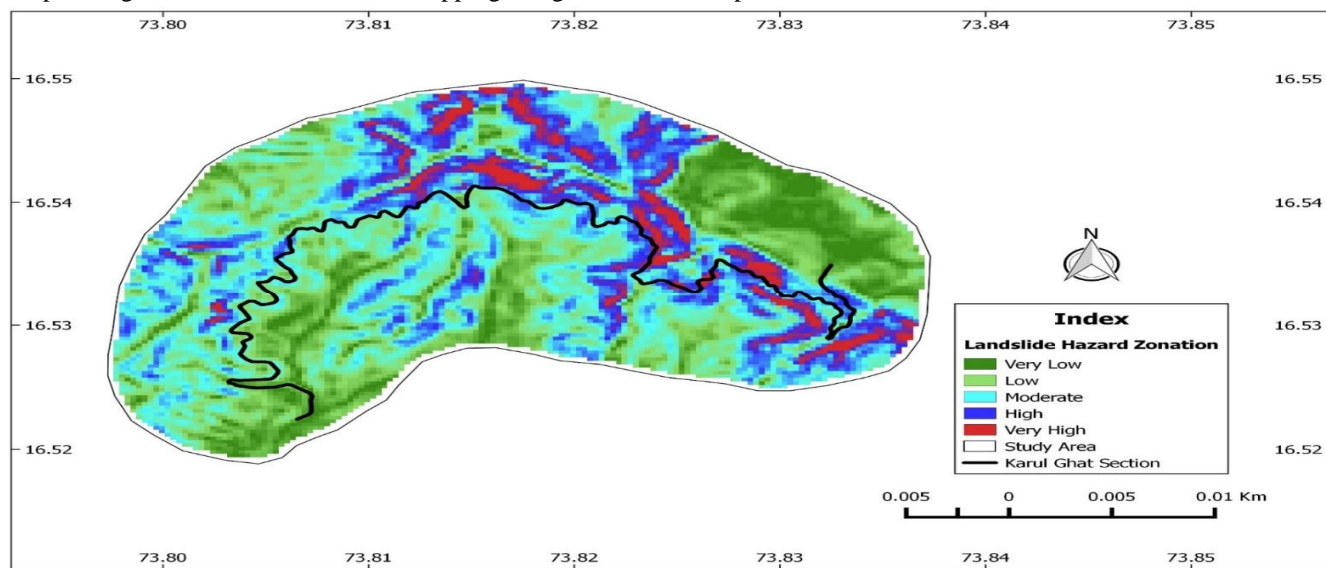 73.80 73.81 73.82 73.83 73.84 73.85
16.55 16.55
16.54 16.54
N
16.53 16.53
Index
Landslide Hazard Zonation
Very Low
Low
Moderate
High
Very High
Study Area
Karul Ghat Section
16.52 16.52
0.005 0 0.005 0.01 Km
73.80 73.81 73.82 73.83 73.84 73.85